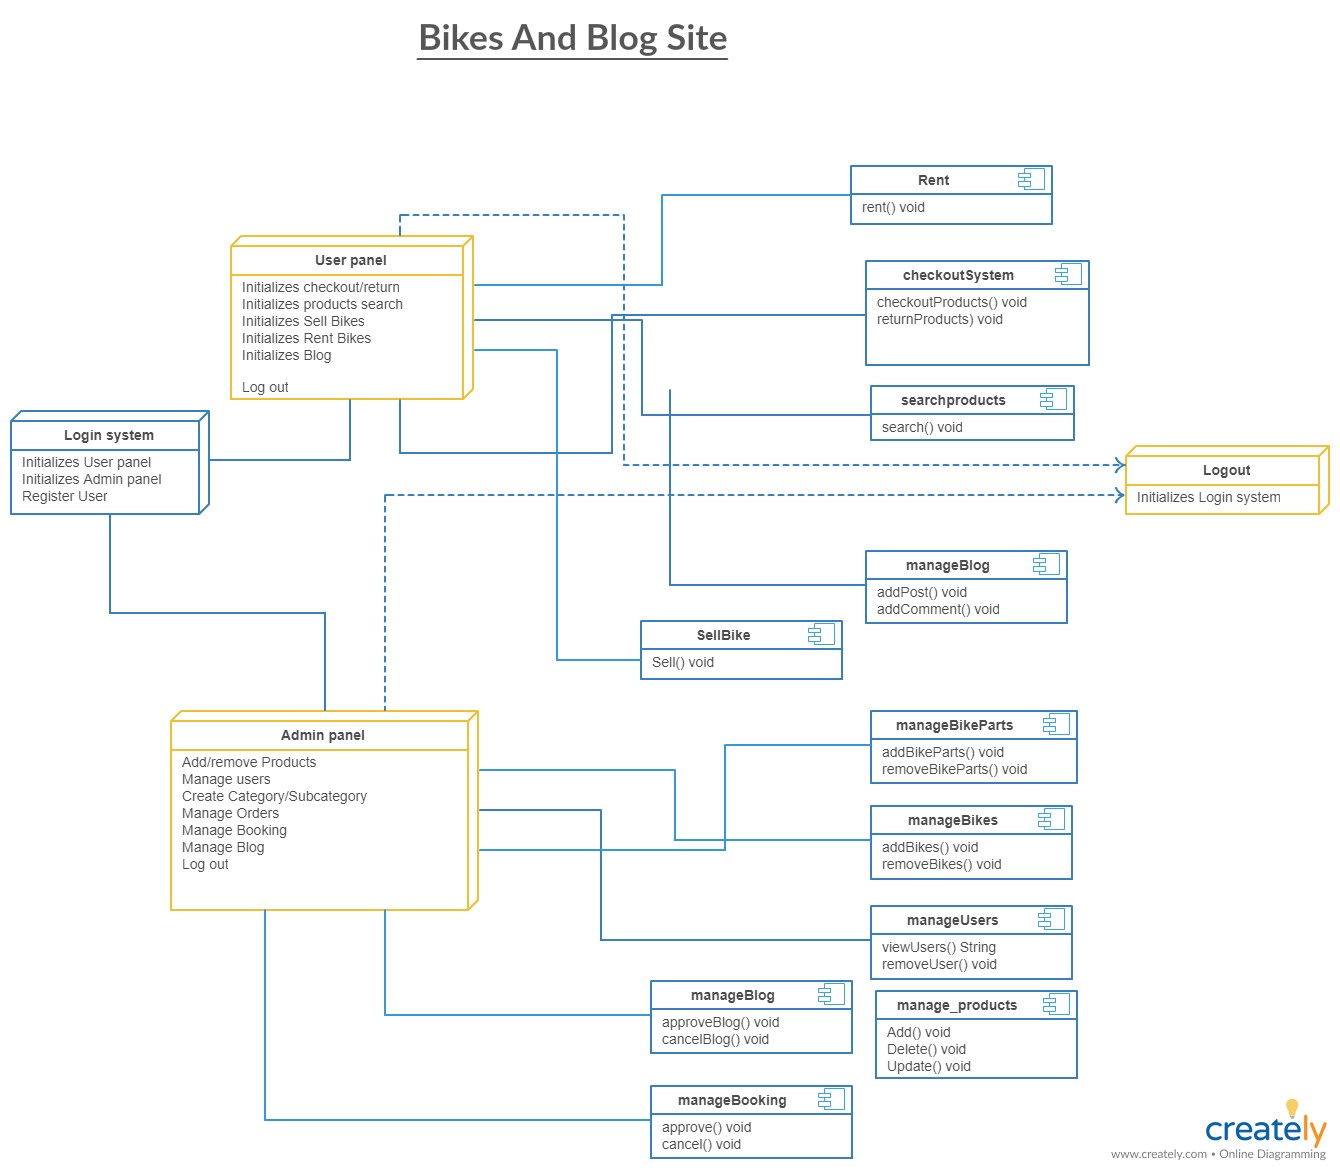 Bikes And Blog Site
Rent
rent() void
User panel
Initializes checkout/return
Initializes products search
Initializes Sell Bikes
Initializes Rent Bikes
Initializes Blog
Log out
checkoutSystem
checkoutProducts() void
returnProducts) void
searchproducts
search() void
Login system
Initializes User panel
Initializes Admin panel
Register User
Logout
Initializes Login system
manageBlog
addPost() void
addComment() void
SellBike
Sell() void
Admin panel
Add/remove Products
Manage users
Create Category/Subcategory
Manage Orders
Manage Booking
Manage Blog
Log out
manageBikeParts
addBikeParts() void
removeBikeParts() void
manageBikes
addBikes() void
removeBikes() void
manageUsers
viewUsers() String
removeUser() void
manageBlog
approveBlog() void
cancelBlog() void
manage_products
Add() void
Delete() void
Update() void
manageBooking
approve() void
cancel() void
creately
www.creately.com • Online Diagramming